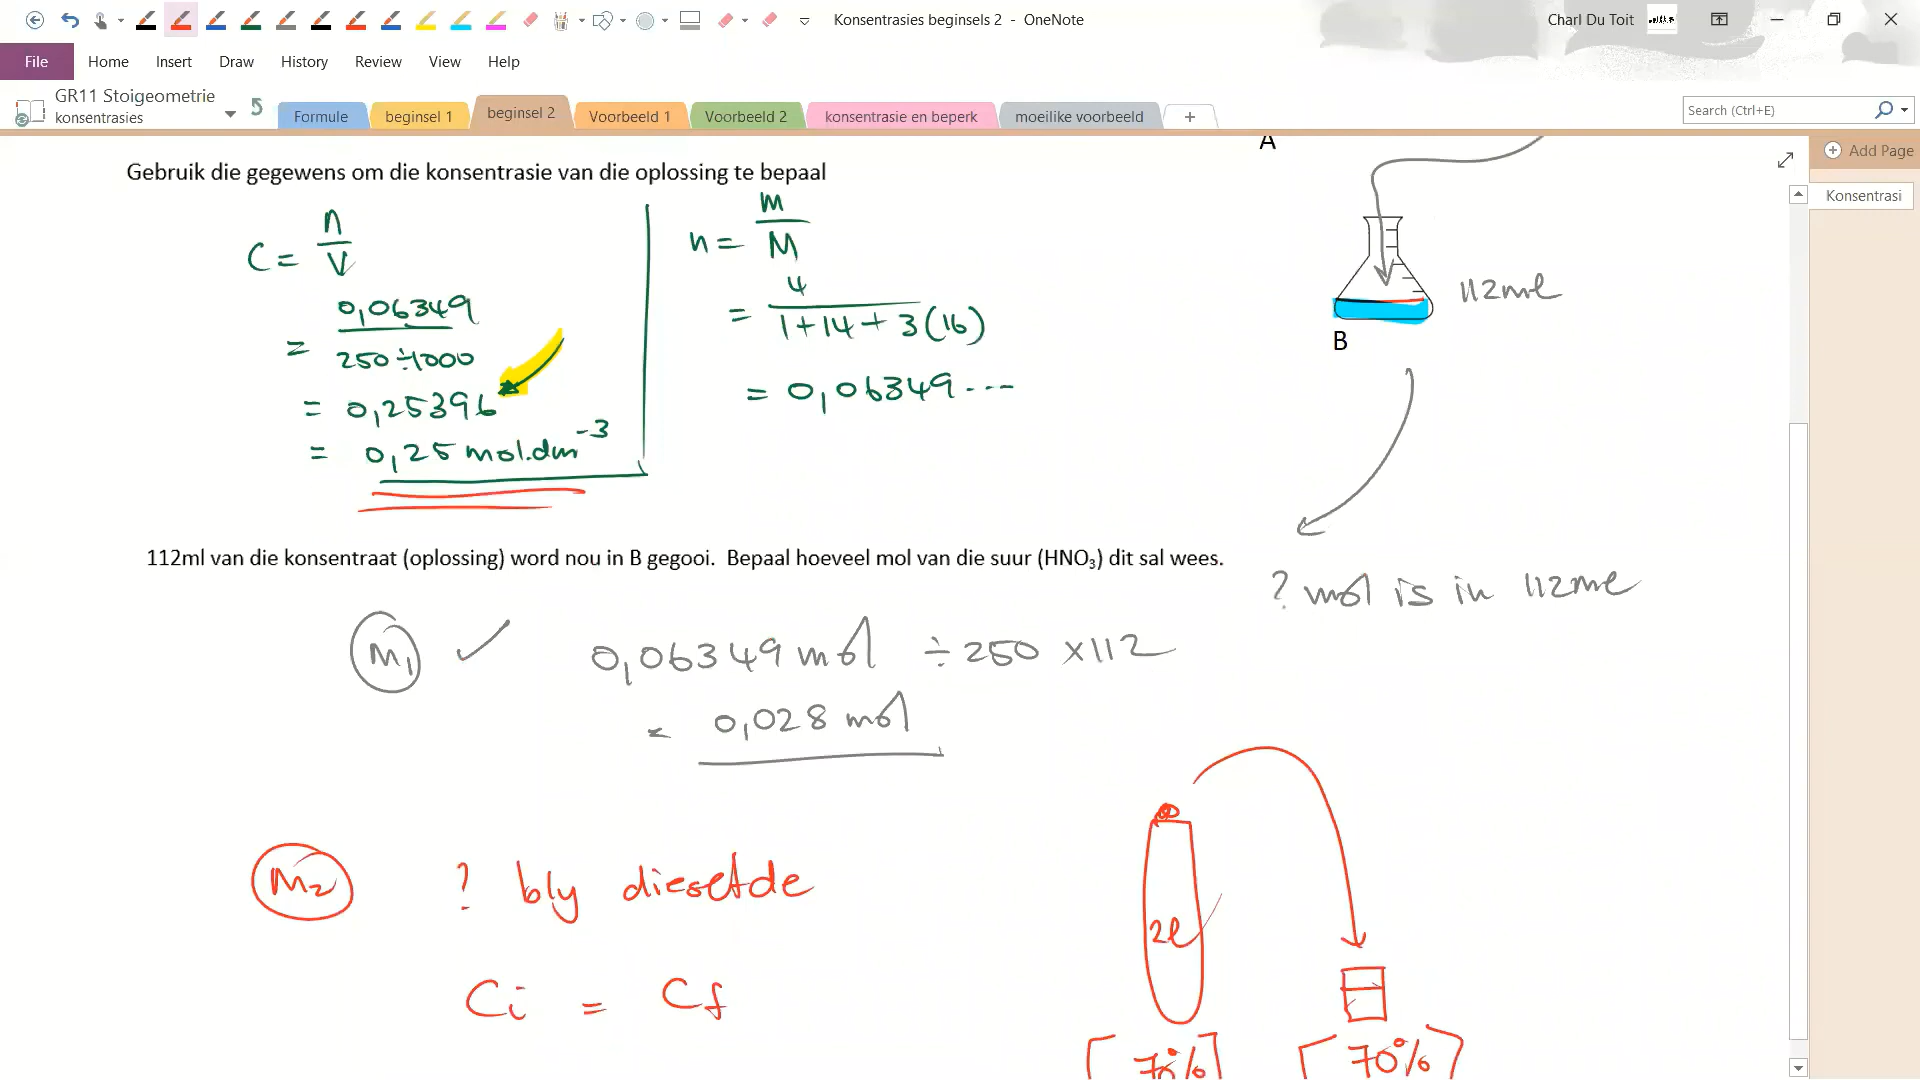 Konsentrasies beginsels 2 - OneNote
Charl Du Toit
File Home Insert Draw History Review View Help
GR11 Stoigeometrie
konsentrasies
Formule beginsel 1 beginsel 2 Voorbeeld 1 Voorbeeld 2 konsentrasie en beperk moeilike voorbeeld +
Search (Ctrl+E)
Add Page
Konsentrasi
A
Gebruik die gegewens om die konsentrasie van die oplossing te bepaal
C = n/V
= 0,06349 / 250÷1000
= 0,25396
= 0,25 mol.dm⁻³
n = m/M
= 4 / 1+14+3(16)
= 0,06349...
112ml
B
112ml van die konsentraat (oplossing) word nou in B gegooi. Bepaal hoeveel mol van die suur (HNO₃) dit sal wees.
? mol is in 112ml
M₁ ✓ 0,06349 mol ÷ 250 × 112
= 0,028 mol
M₂ ? bly dieselfde
Ci = Cf
2l
[70%] [70%]